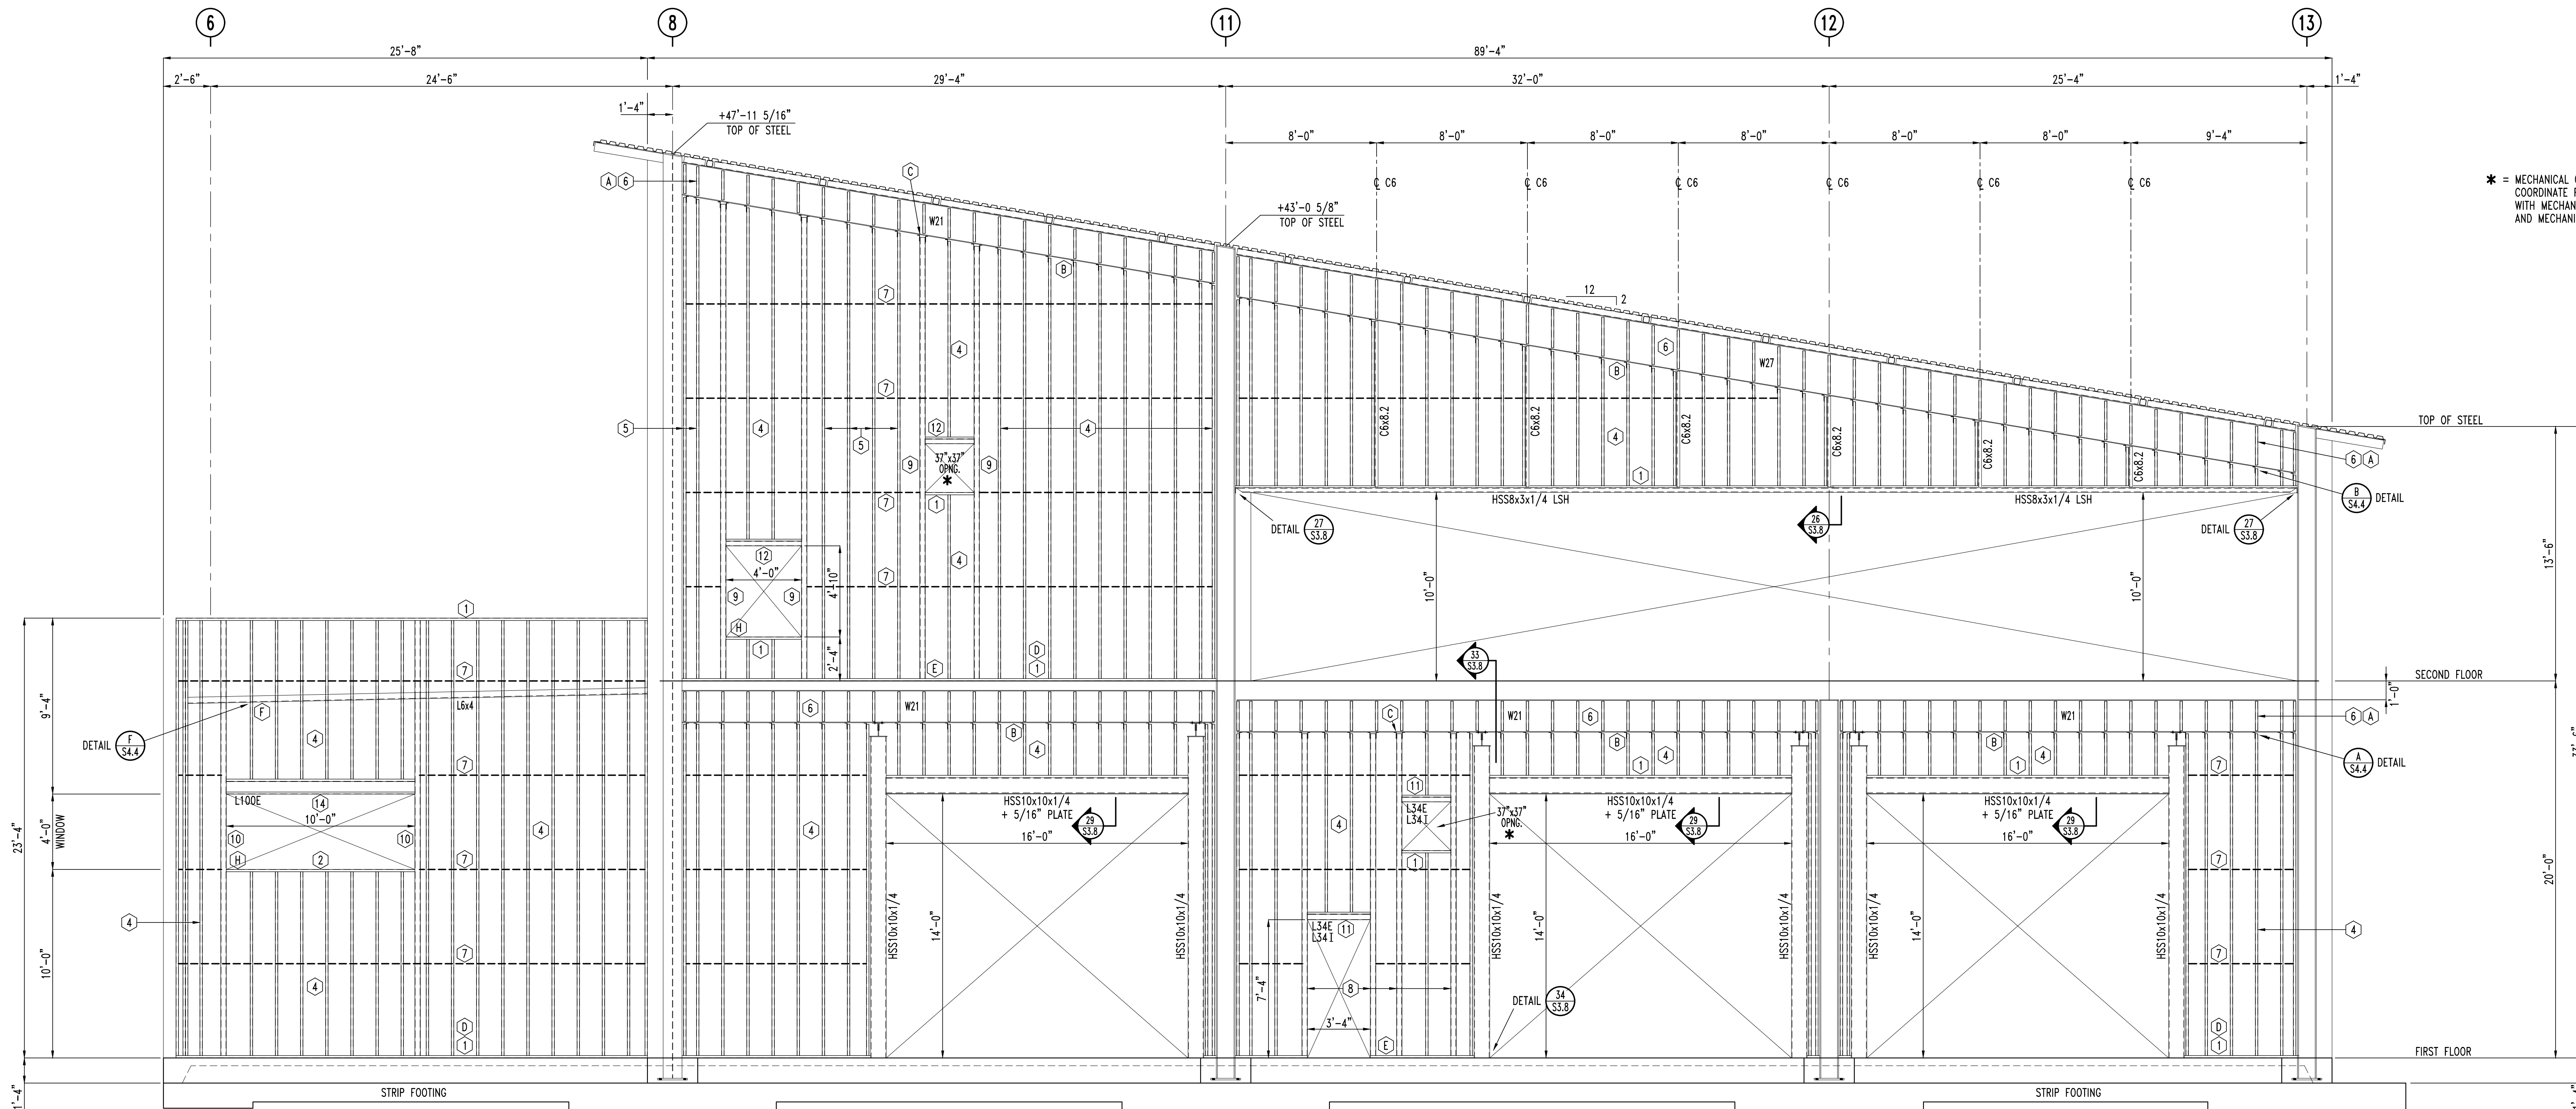 6
8
11
12
13
25'-8"
89'-4"
2'-6"
24'-6"
29'-4"
32'-0"
25'-4"
1'-4"
1'-4"
+47'-11 5/16"
TOP OF STEEL
8'-0"
8'-0"
8'-0"
8'-0"
8'-0"
8'-0"
9'-4"
A 6
C
℄ C6
℄ C6
℄ C6
℄ C6
℄ C6
℄ C6
* = MECHANICAL
COORDINATE
WITH
AND
+43'-0 5/8"
TOP OF STEEL
W21
B
7
12
2
4
6
W27
B
7
5
4
5
12
4
C6x8.2
C6x8.2
C6x8.2
C6x8.2
C6x8.2
C6x8.2
4
1
TOP OF STEEL
6 A
9
37"x37"
OPNG.
*
9
7
1
HSS8x3x1/4 LSH
HSS8x3x1/4 LSH
B
S4.4
DETAIL
DETAIL
27
S3.8
26
S3.8
DETAIL
27
S3.8
13'-6"
12
4'-0"
4'-10"
4
7
9
9
H
1
2'-4"
E
D
1
10'-0"
10'-0"
33
S3.8
SECOND FLOOR
1'-0"
1
7
F
L6x4
9'-4"
DETAIL
F
S4.4
4
7
6
W21
B
4
C
W21
6
B
1
4
W21
B
1
4
6 A
A
S4.4
DETAIL
7
L100E
14
10'-0"
10
10
H
2
4'-0"
WINDOW
4
7
23'-4"
4
HSS10x10x1/4
+ 5/16" PLATE
16'-0"
29
S3.8
4
11
L34E
L34I
37"x37"
OPNG.
*
1
HSS10x10x1/4
+ 5/16" PLATE
16'-0"
29
S3.8
HSS10x10x1/4
+ 5/16" PLATE
16'-0"
29
S3.8
7
20'-0"
4
10'-0"
7
4
D
1
HSS10x10x1/4
14'-0"
HSS10x10x1/4
L34E
L34I
11
7'-4"
8
3'-4"
E
HSS10x10x1/4
14'-0"
HSS10x10x1/4
DETAIL
34
S3.8
HSS10x10x1/4
14'-0"
HSS10x10x1/4
4
7
D
1
FIRST FLOOR
1'-4"
STRIP FOOTING
STRIP FOOTING